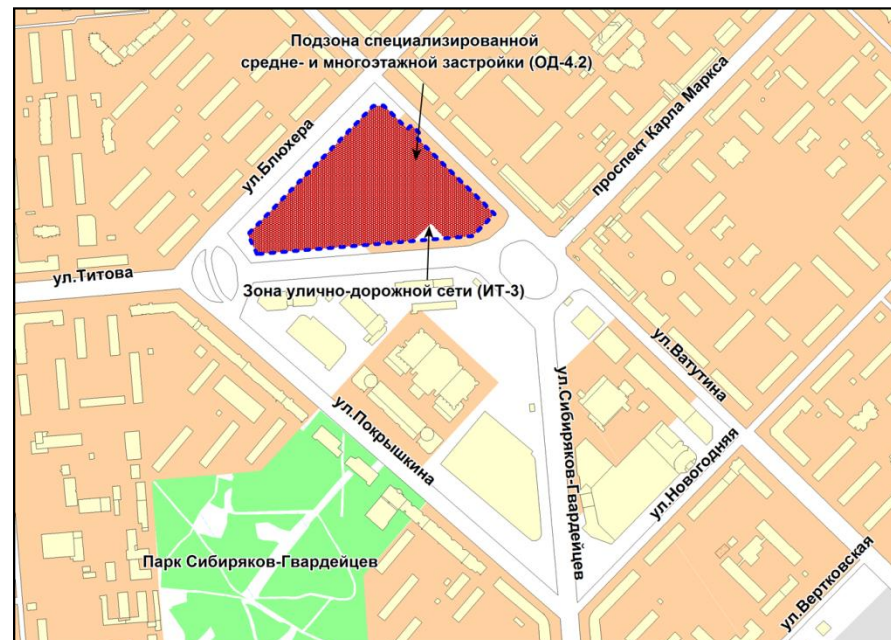 Подзона специализированной
средне- и многоэтажной застройки (ОД-4.2)
проспект Карла Маркса
ул.Блюхера
ул.Титова
Зона улично-дорожной сети (ИТ-3)
ул.Ватутина
ул.Покрышкина
ул.Сибиряков-Гвардейцев
ул.Новогодняя
Парк Сибиряков-Гвардейцев
ул.Вертковская